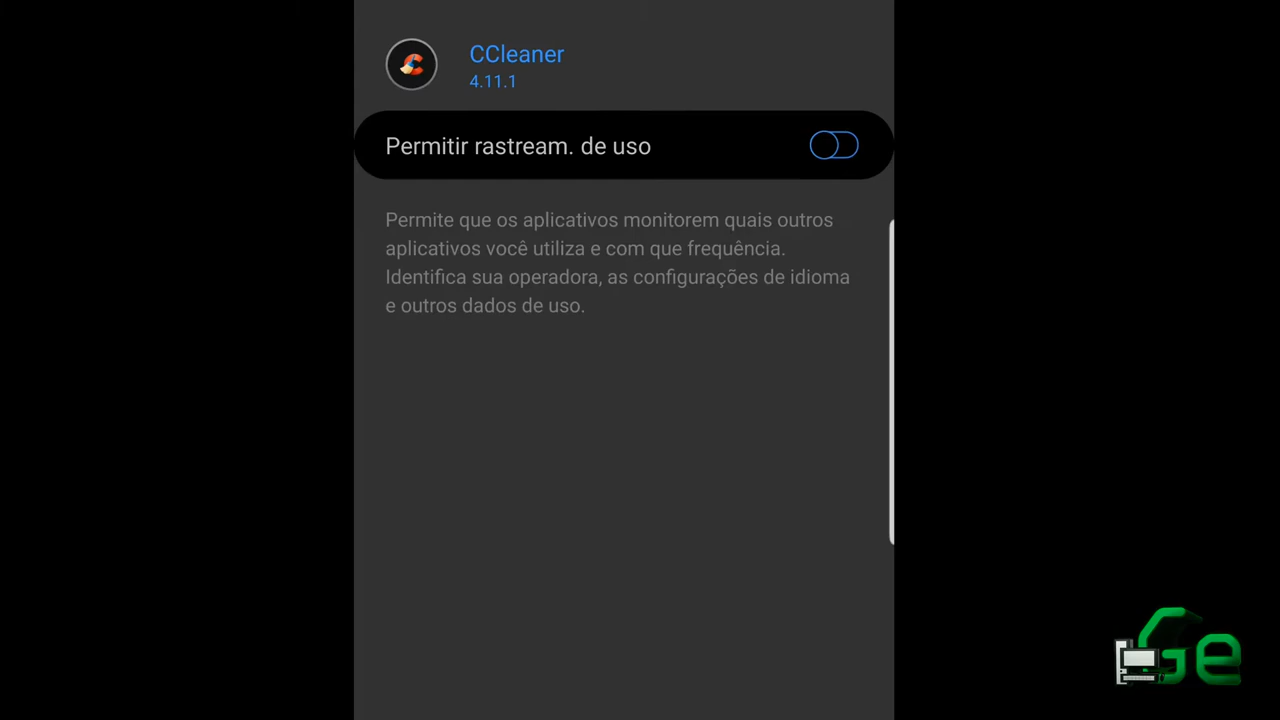 CCleaner
4.11.1
Permitir rastream. de uso
Permite que os aplicativos monitorem quais outros
aplicativos você utiliza e com que frequência.
Identifica sua operadora, as configurações de idioma
e outros dados de uso.
Ge